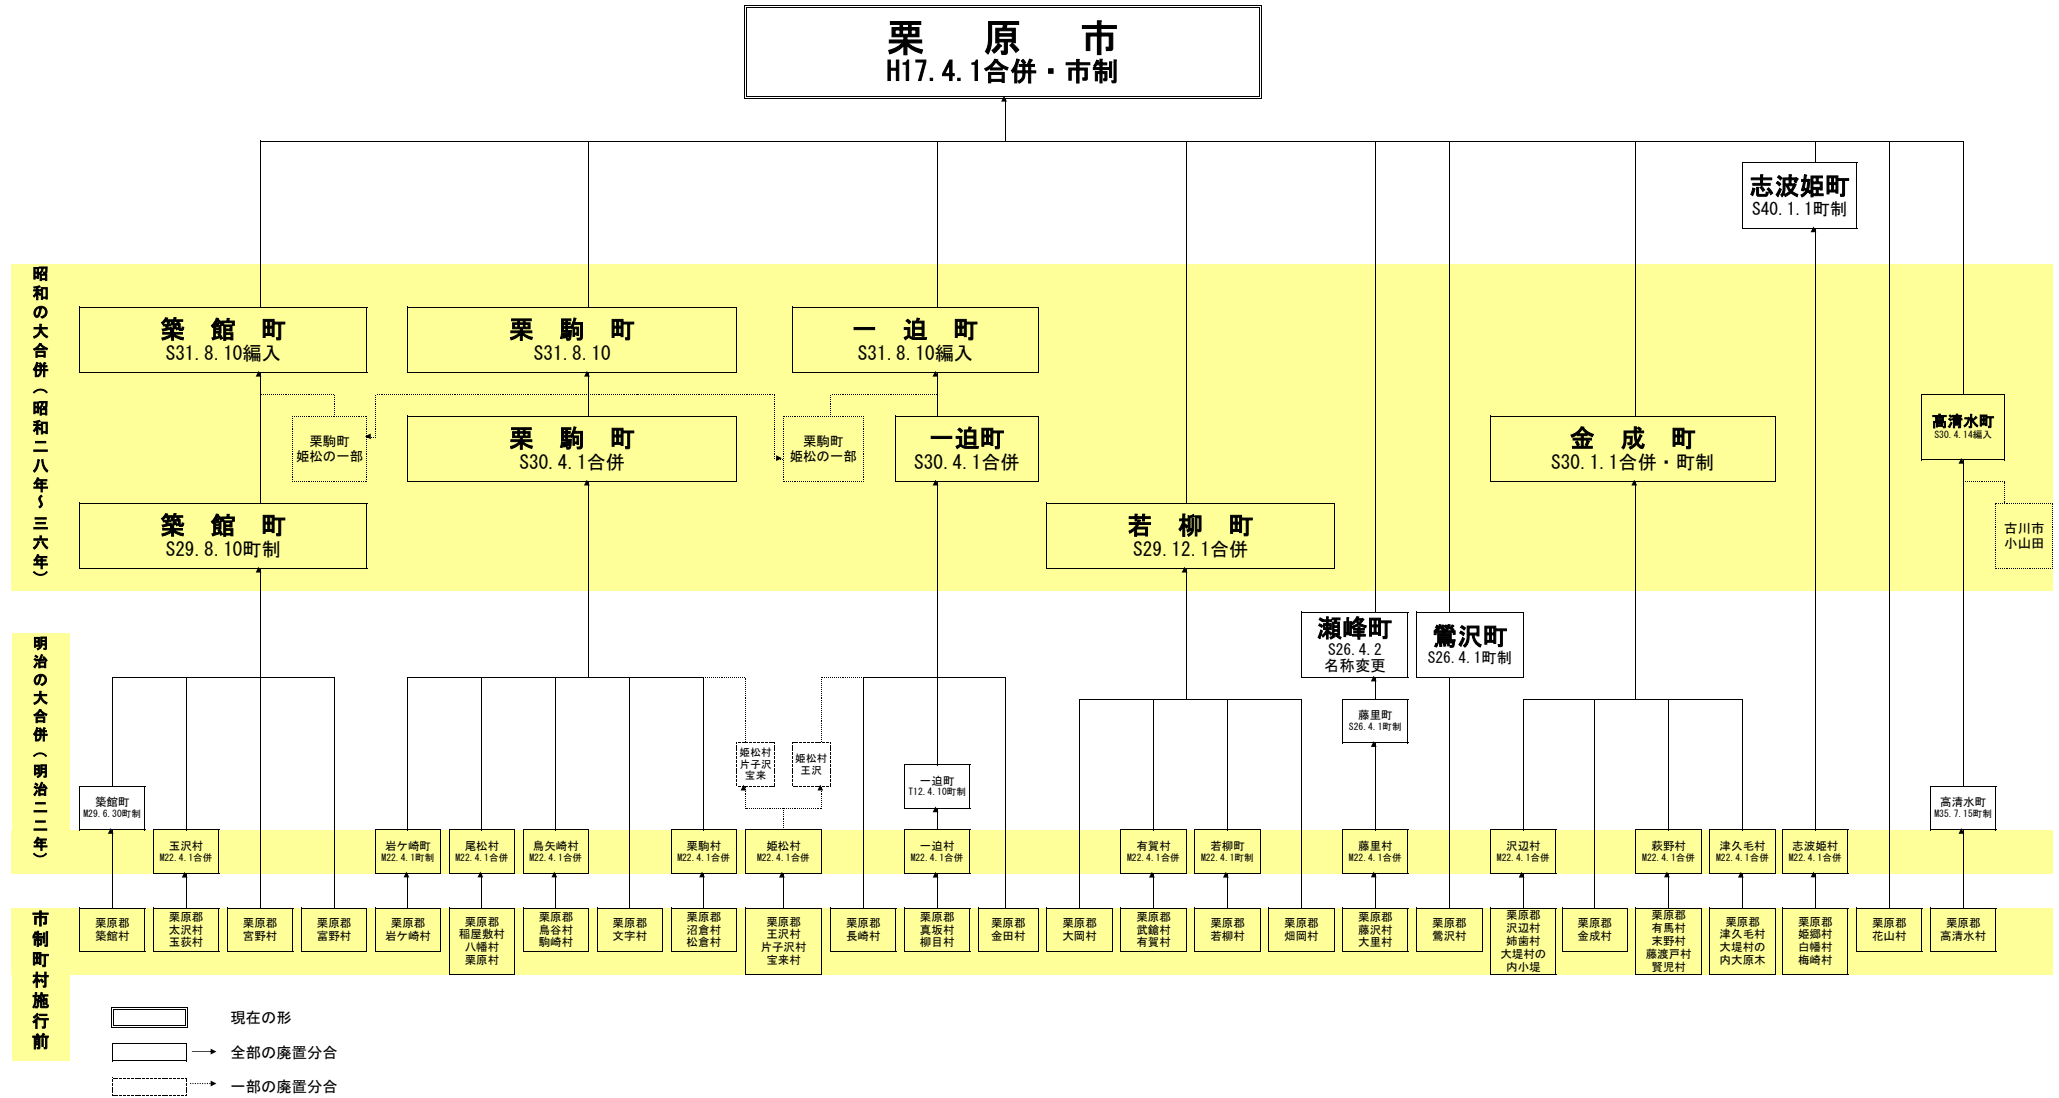 栗原市
H17.4.1合併・市制
志波姫町
S40.1.1町制
昭和の大合併(昭和二八年~三六年)
築館町
S31.8.10編入
栗駒町
S31.8.10
一迫町
S31.8.10編入
栗駒町
姫松の一部
栗駒町
S30.4.1合併
栗駒町
姫松の一部
一迫町
S30.4.1合併
金成町
S30.1.1合併・町制
高清水町
S30.4.14編入
築館町
S29.8.10町制
若柳町
S29.12.1合併
古川市
小山田
明治の大合併(明治二二年)
瀬峰町
S26.4.2
名称変更
鶯沢町
S26.4.1町制
藤里町
S26.4.1町制
姫松村
片子沢
宝来
姫松村
王沢
一迫町
T12.4.10町制
築館町
M29.6.30町制
高清水町
M35.7.15町制
玉沢村
M22.4.1合併
岩ケ崎町
M22.4.1町制
尾松村
M22.4.1合併
鳥矢崎村
M22.4.1合併
栗駒村
M22.4.1合併
姫松村
M22.4.1合併
一迫村
M22.4.1合併
有賀村
M22.4.1合併
若柳町
M22.4.1町制
藤里村
M22.4.1合併
沢辺村
M22.4.1合併
萩野村
M22.4.1合併
津久毛村
M22.4.1合併
志波姫村
M22.4.1合併
市制町村施行前
栗原郡
築館村
栗原郡
太沢村
玉荻村
栗原郡
宮野村
栗原郡
富野村
栗原郡
岩ケ崎村
栗原郡
稲屋敷村
八幡村
栗原村
栗原郡
鳥谷村
駒崎村
栗原郡
文字村
栗原郡
沼倉村
松倉村
栗原郡
王沢村
片子沢村
宝来村
栗原郡
長崎村
栗原郡
真坂村
柳目村
栗原郡
金田村
栗原郡
大岡村
栗原郡
武鎗村
有賀村
栗原郡
若柳村
栗原郡
畑岡村
栗原郡
藤沢村
大里村
栗原郡
鶯沢村
栗原郡
沢辺村
姉歯村
大堤村の
内小堤
栗原郡
金成村
栗原郡
有馬村
末野村
藤渡戸村
賢児村
栗原郡
津久毛村
大堤村の
内大原木
栗原郡
姫郷村
白幡村
梅崎村
栗原郡
花山村
栗原郡
高清水村
現在の形
全部の廃置分合
一部の廃置分合